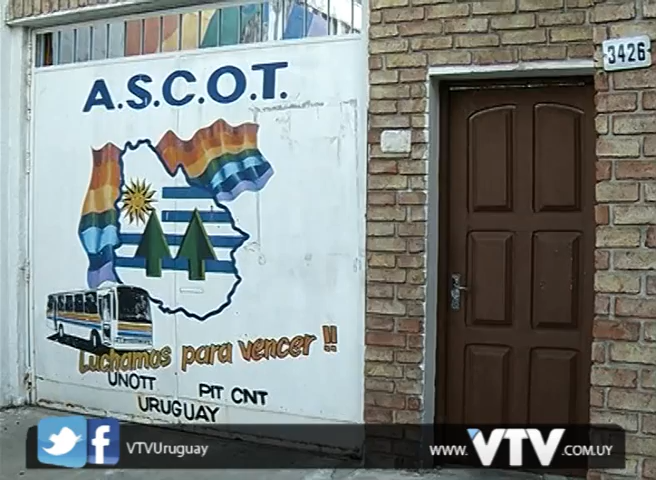 3426
A.S.C.O.T.
Luchamos para vencer !!
UNOTT PIT CNT
URUGUAY
VTVUruguay
WWW. VTV .COM.UY